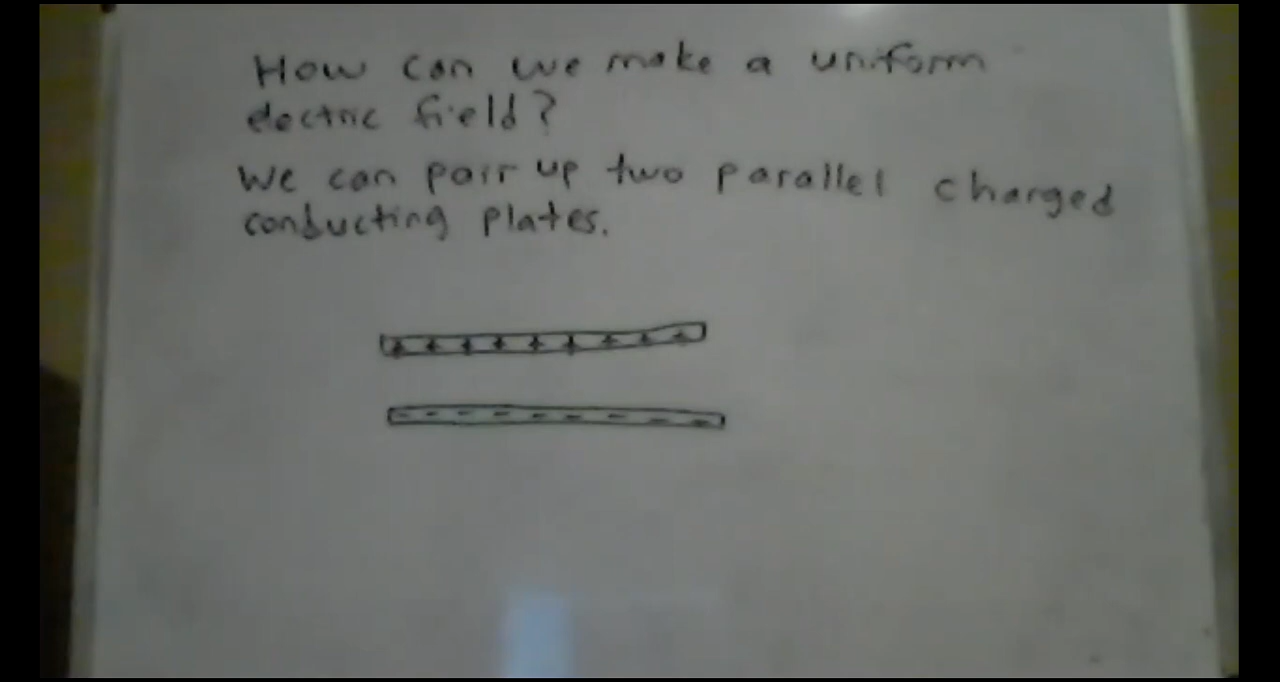 How can we make a uniform
electric field?
We can pair up two parallel charged
conducting plates.
+ + + + + + + + +
- - - - - - - - -